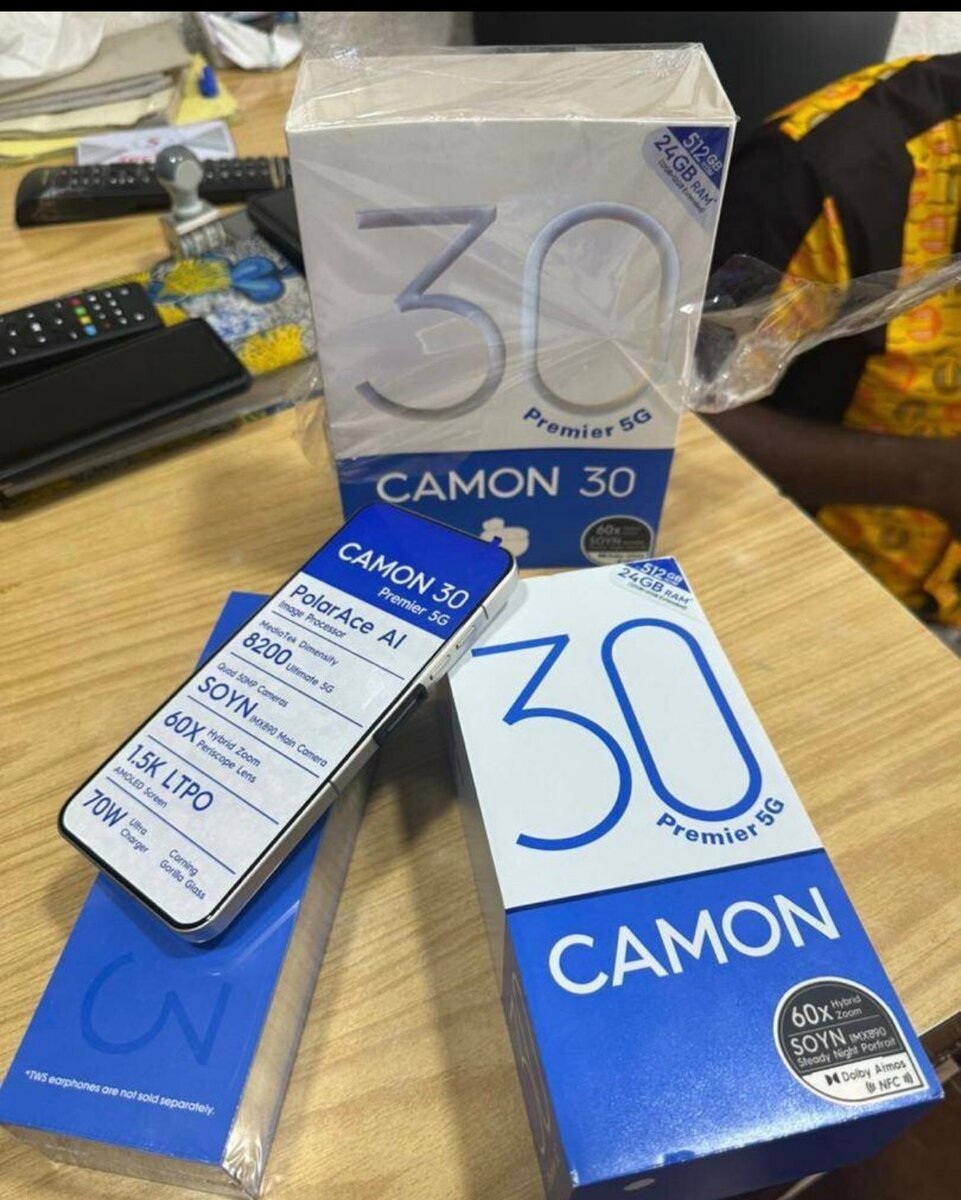 512GB
24GB RAM*
30
Premier 5G
CAMON 30
60x
SOYN
CAMON 30
Premier 5G
PolarAce AI
Image Processor
MediaTek Dimensity
8200 Ultimate 5G
Quad 50MP Cameras
SOYN IMX890 Main Camera
60X Hybrid Zoom
Periscope Lens
1.5K LTPO
AMOLED Screen
70W Ultra
Charger
Corning
Gorilla Glass
3
*TWS earphones are not sold separately.
512GB
24GB RAM*
30
Premier 5G
CAMON
60x Hybrid
Zoom
SOYN IMX890
Steady Night Portrait
Dolby Atmos
NFC
30